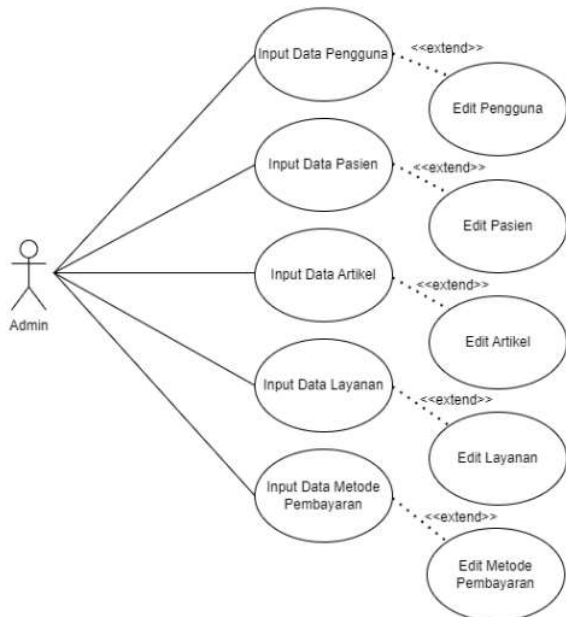 Input Data Pengguna
<<extend>>
Edit Pengguna
Input Data Pasien
<<extend>>
Edit Pasien
Admin
Input Data Artikel
<<extend>>
Edit Artikel
Input Data Layanan
<<extend>>
Edit Layanan
Input Data Metode
Pembayaran
<<extend>>
Edit Metode
Pembayaran